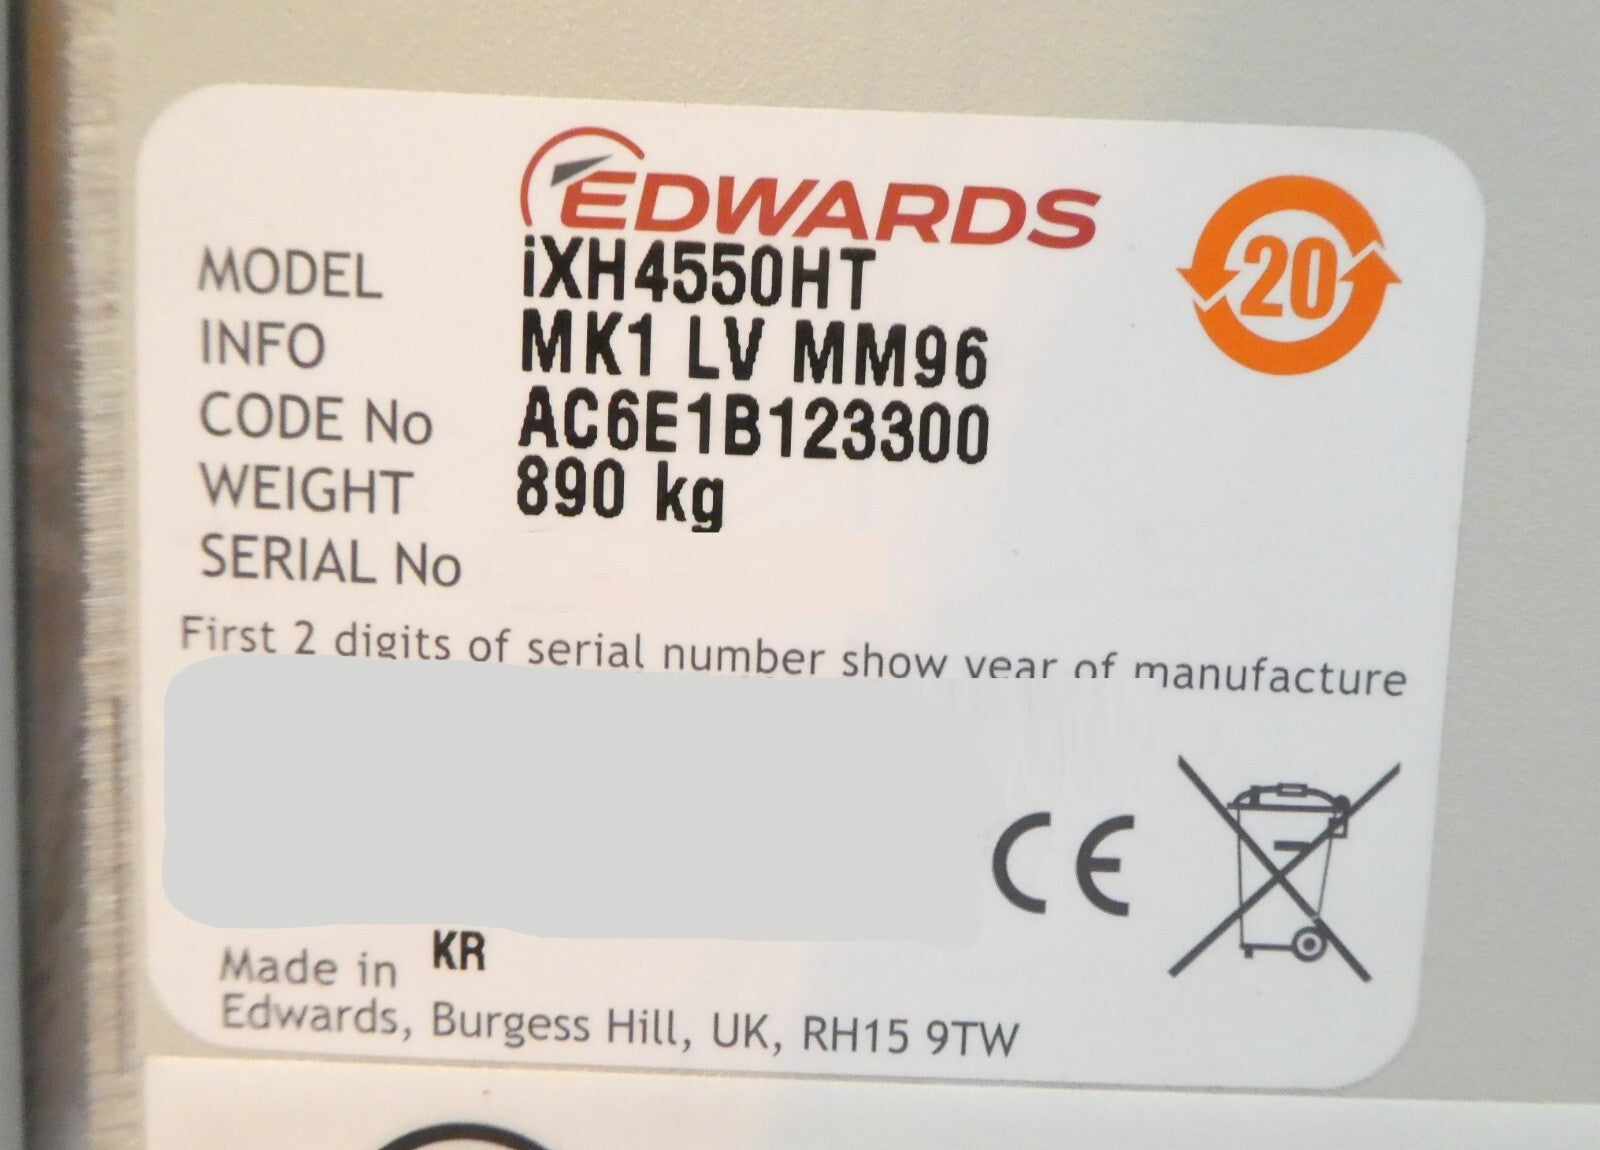 EDWARDS
20
MODEL iXH4550HT
INFO MK1 LV MM96
CODE No AC6E1B123300
WEIGHT 890 kg
SERIAL No
First 2 digits of serial number show year of manufacture
CE
Made in KR
Edwards, Burgess Hill, UK, RH15 9TW